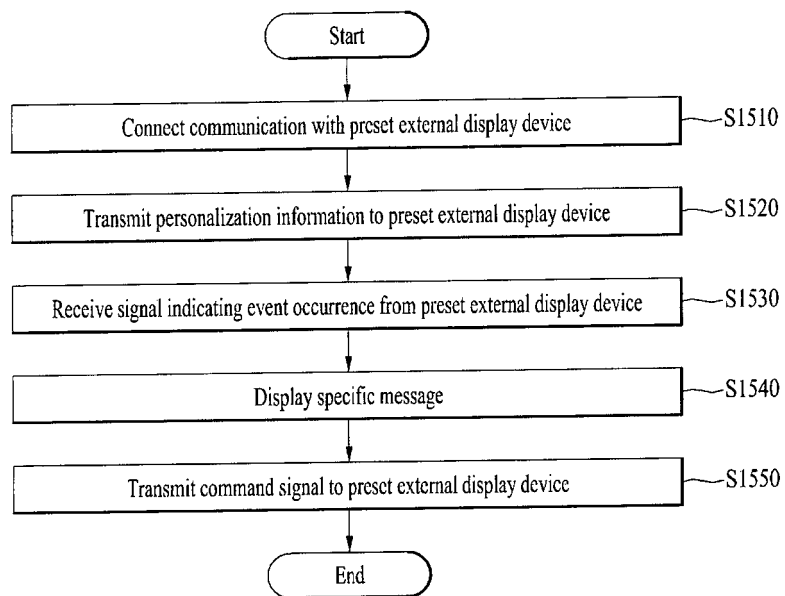 Start
Connect communication with preset external display device
S1510
Transmit personalization information to preset external display device
S1520
Receive signal indicating event occurrence from preset external display device
S1530
Display specific message
S1540
Transmit command signal to preset external display device
S1550
End